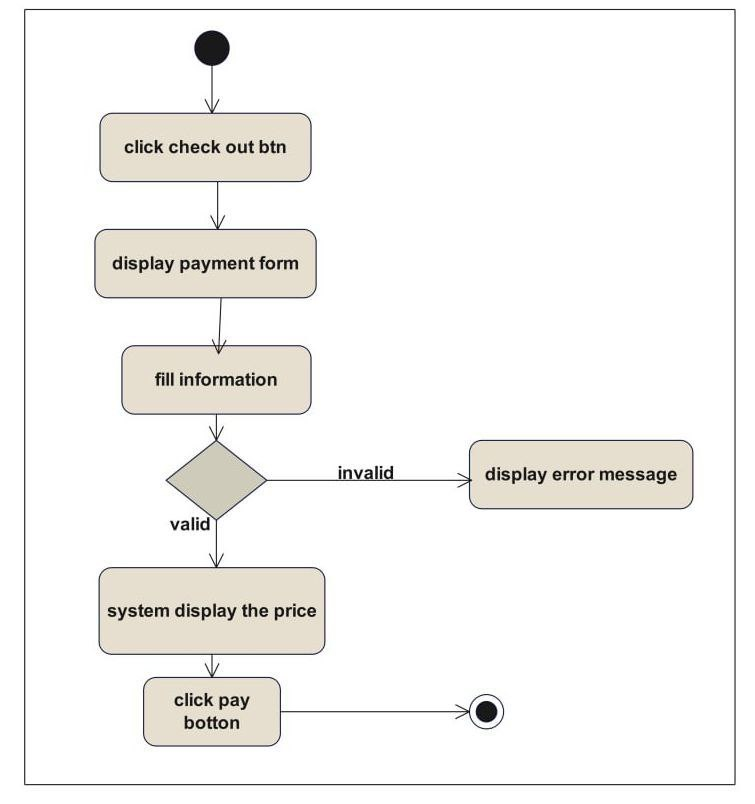 click check out btn
display payment form
fill information
invalid
display error message
valid
system display the price
click pay
botton